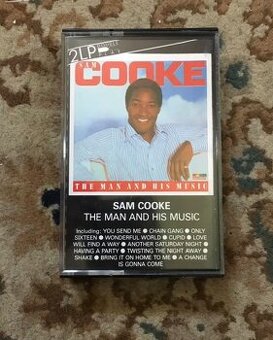 2LP
SAM
COOKE
THE MAN AND HIS MUSIC
SAM COOKE
THE MAN AND HIS MUSIC
Including: YOU SEND ME ● CHAIN GANG ● ONLY
SIXTEEN ● WONDERFUL WORLD ● CUPID ● LOVE
WILL FIND A WAY ● ANOTHER SATURDAY NIGHT ●
HAVING A PARTY ● TWISTING THE NIGHT AWAY ●
SHAKE ● BRING IT ON HOME TO ME ● A CHANGE
IS GONNA COME